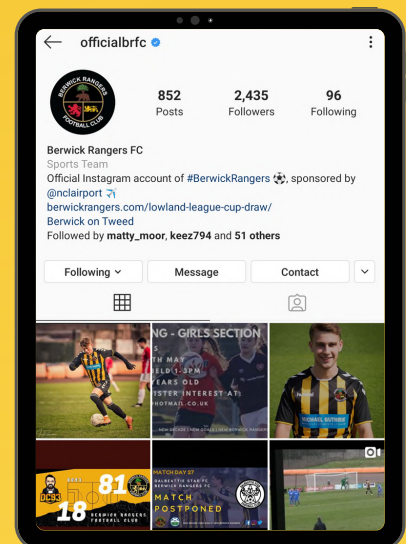 officialbrfc
BERWICK RANGERS
FOOTBALL CLUB
852 2,435 96
Posts Followers Following
Berwick Rangers FC
Sports Team
Official Instagram account of #BerwickRangers ⚽, sponsored by
@nclairport ✈️
berwickrangers.com/lowland-league-cup-draw/
Berwick on Tweed
Followed by matty_moor, keez794 and 51 others
Following Message Contact
NG - GIRLS SECTION
S
TH MAY
ELD 1-3PM
YEARS OLD
ISTER INTEREST AT
HOTMAIL.CO.UK
DC93
81
18
BERWICK RANGERS
FOOTBALL CLUB
MATCH DAY 27
DALBEATTIE STAR FC
BERWICK RANGERS FC
MATCH
POSTPONED